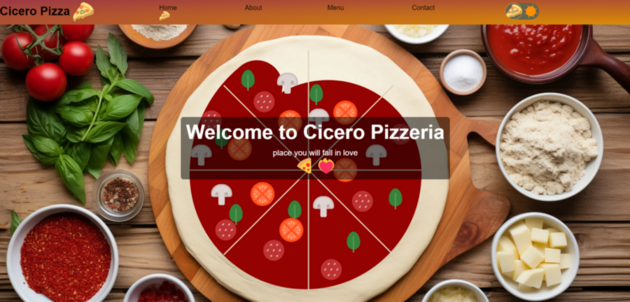 Cicero Pizza
Home
About
Menu
Contact
Welcome to Cicero Pizzeria
place you will fall in love